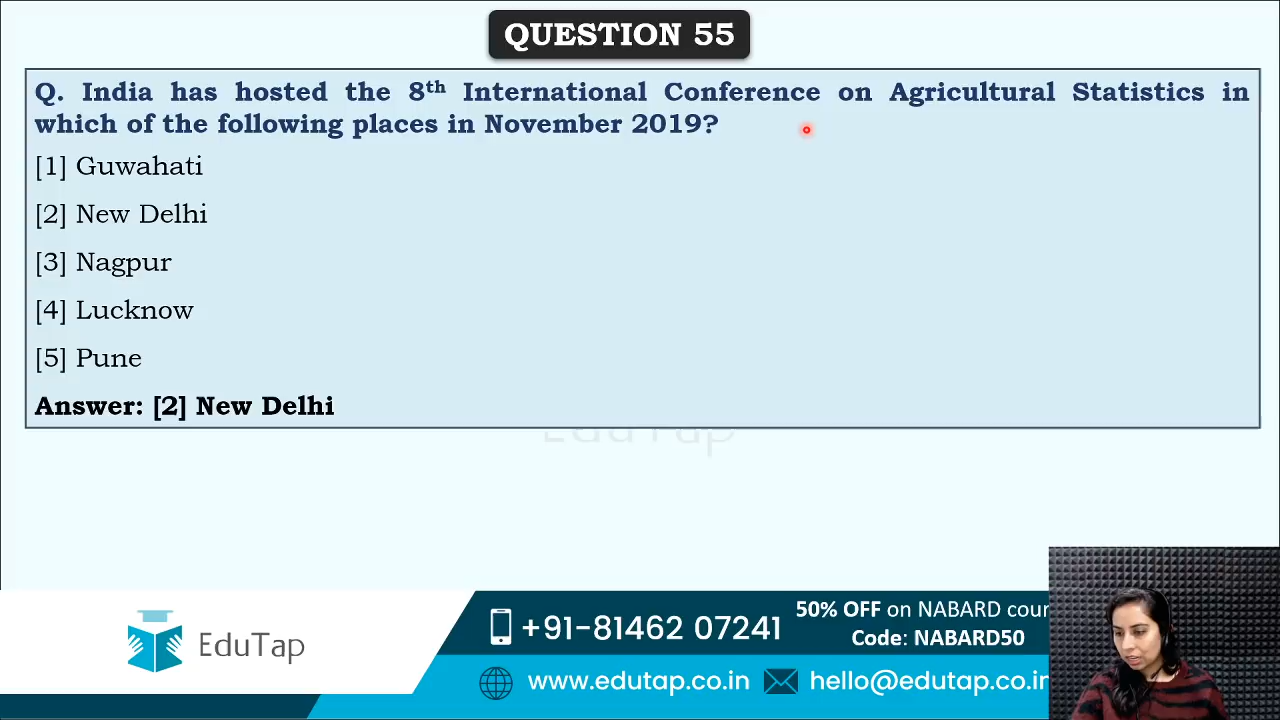 QUESTION 55
Q. India has hosted the 8th International Conference on Agricultural Statistics in
which of the following places in November 2019?
[1] Guwahati
[2] New Delhi
[3] Nagpur
[4] Lucknow
[5] Pune
Answer: [2] New Delhi
EduTap
EduTap
+91-81462 07241
50% OFF on NABARD cour
Code: NABARD50
www.edutap.co.in
hello@edutap.co.in